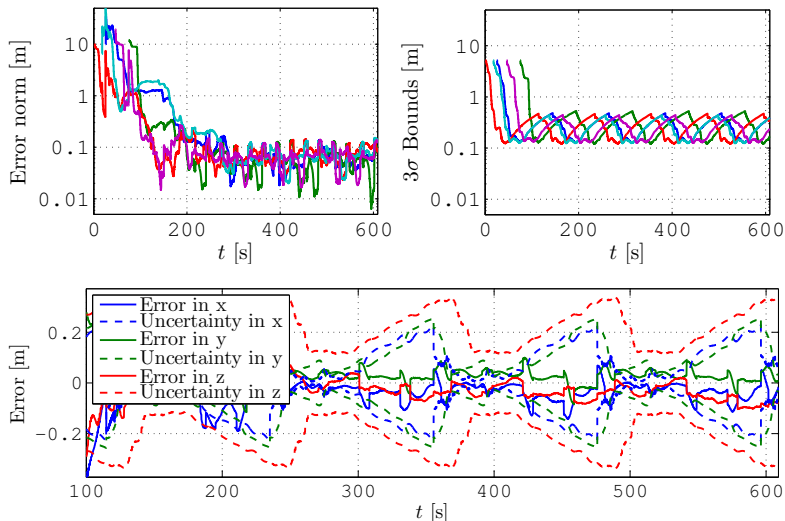 Error norm [m]
10
1
0.1
0.01
0
200
400
600
t [s]
3σ Bounds [m]
10
1
0.1
0.01
0
200
400
600
t [s]
Error [m]
0.2
0
−0.2
Error in x
Uncertainty in x
Error in y
Uncertainty in y
Error in z
Uncertainty in z
100
200
300
400
500
600
t [s]